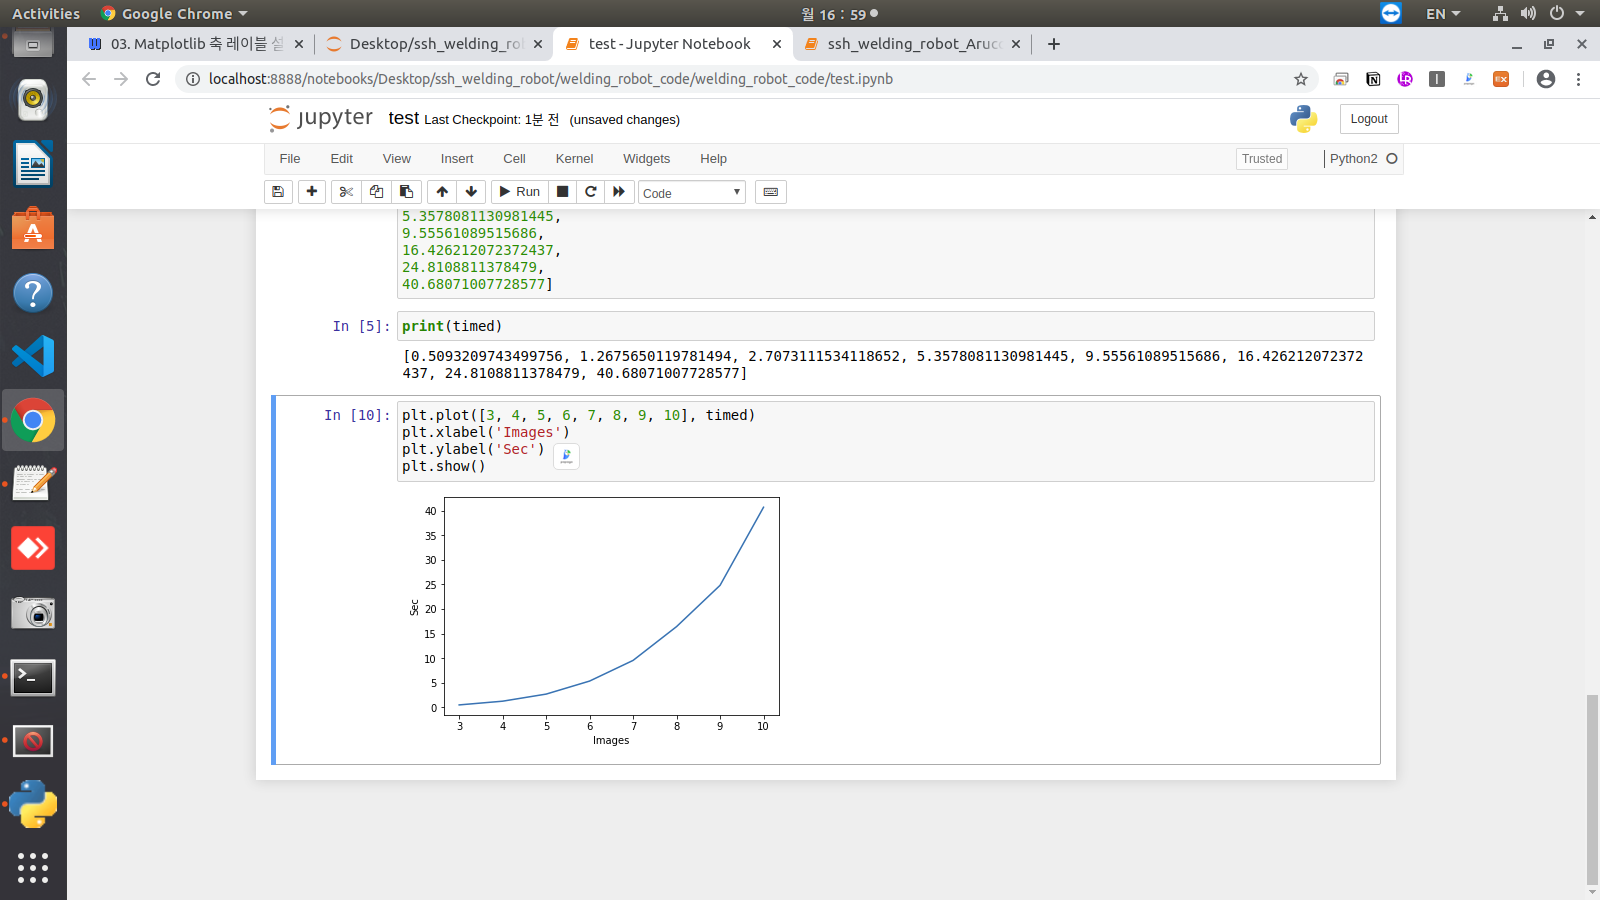 Activities Google Chrome 월 16 : 59 EN
03. Matplotlib 축 레이블 설
Desktop/ssh_welding_ro
test - Jupyter Notebook
ssh_welding_robot_Aruc
localhost:8888/notebooks/Desktop/ssh_welding_robot/welding_robot_code/welding_robot_code/test.ipynb
jupyter test Last Checkpoint: 1분 전 (unsaved changes) Logout
File Edit View Insert Cell Kernel Widgets Help Trusted Python2
Run Code
5.3578081130981445,
9.55561089515686,
16.426212072372437,
24.8108811378479,
40.68071007728577]
In [5]: print(timed)
[0.5093209743499756, 1.2675650119781494, 2.7073111534118652, 5.3578081130981445, 9.55561089515686, 16.426212072372
437, 24.8108811378479, 40.68071007728577]
In [10]: plt.plot([3, 4, 5, 6, 7, 8, 9, 10], timed)
plt.xlabel('Images')
plt.ylabel('Sec')
plt.show()
40
35
30
25
20
15
10
5
0
Sec
3 4 5 6 7 8 9 10
Images